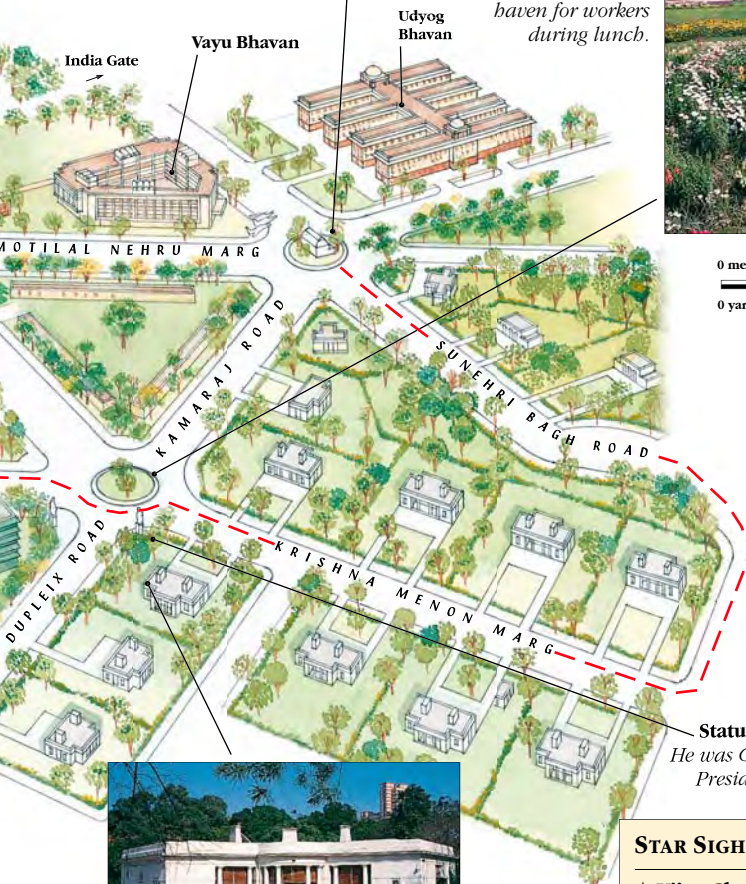 haven for workers
during lunch.
Udyog
Bhavan
Vayu Bhavan
India Gate
MOTILAL NEHRU MARG
0 me
0 yar
KAMARAJ ROAD
SUNEHRI BAGH ROAD
DUPLEIX ROAD
KRISHNA MENON MARG
Statu
He was G
Presid
STAR SIGH